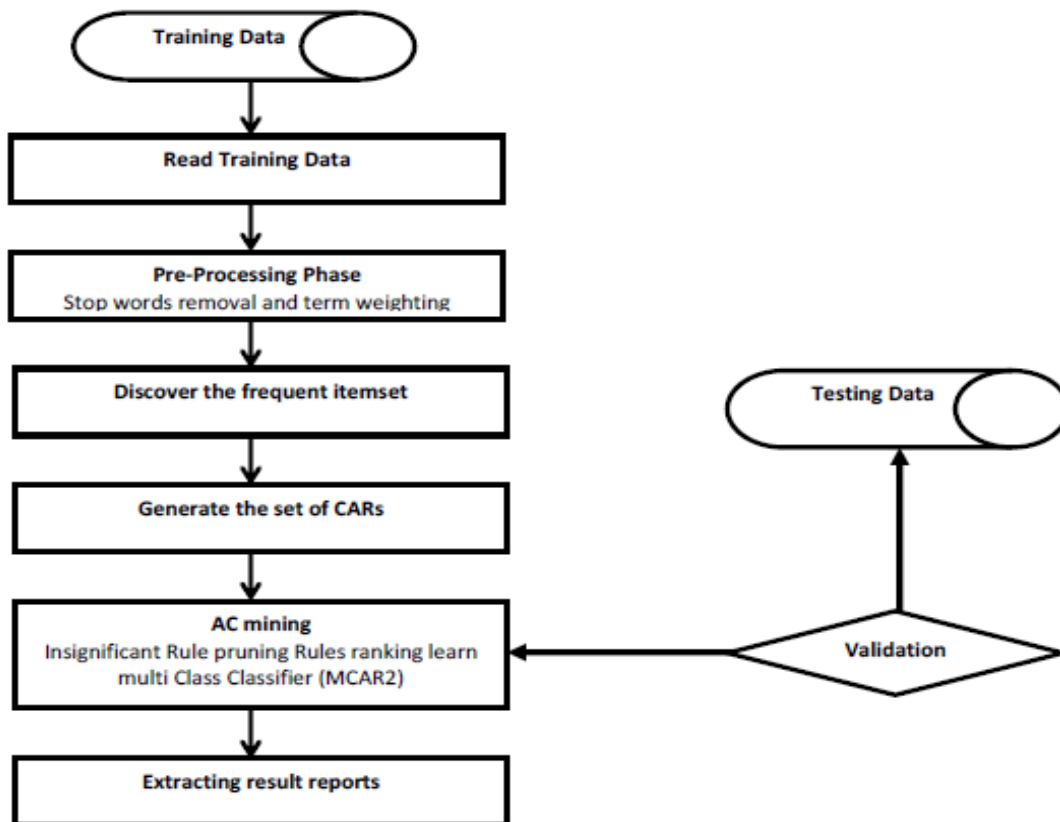 Training Data
Read Training Data
Pre-Processing Phase
Stop words removal and term weighting
Discover the frequent itemset
Testing Data
Generate the set of CARs
AC mining
Insignificant Rule pruning Rules ranking learn
multi Class Classifier (MCAR2)
Validation
Extracting result reports